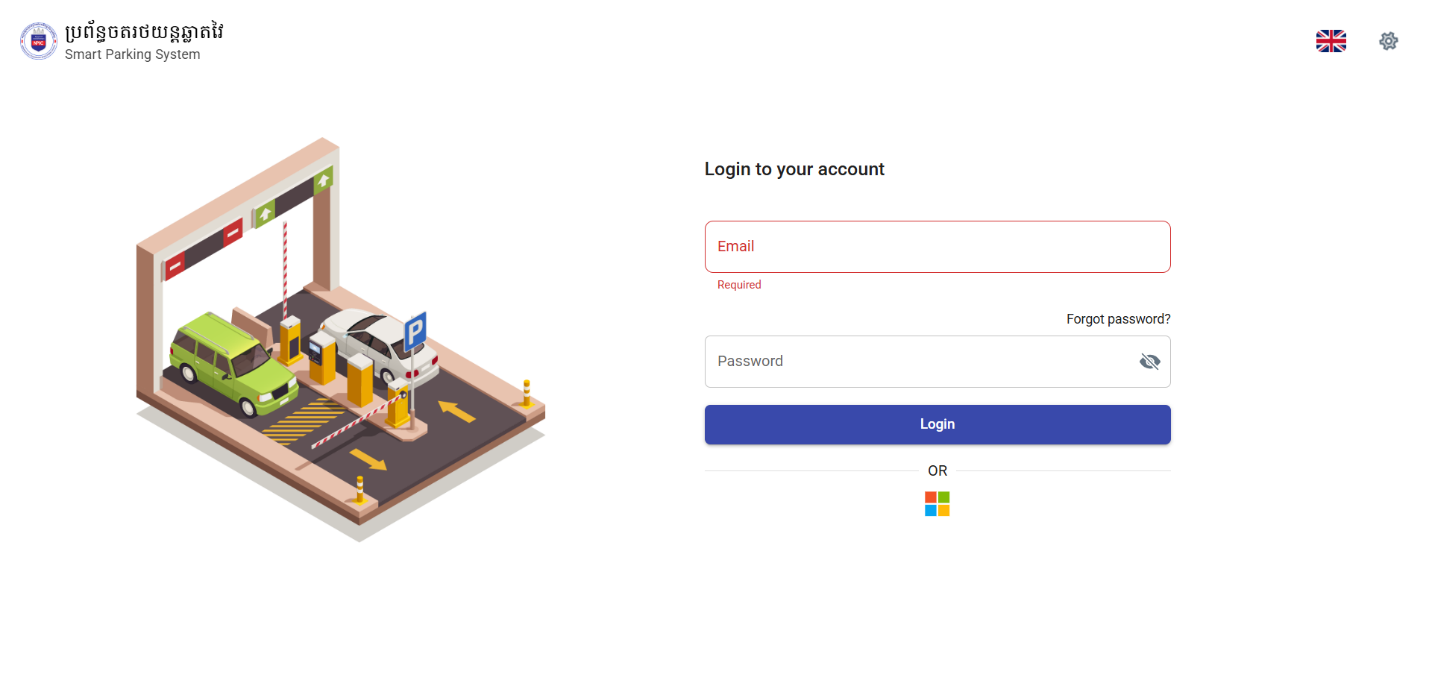 ប្រព័ន្ធចតរថយន្តឆ្លាតវៃ
Smart Parking System
NPIC
Login to your account
Email
Required
Forgot password?
Password
Login
OR
P